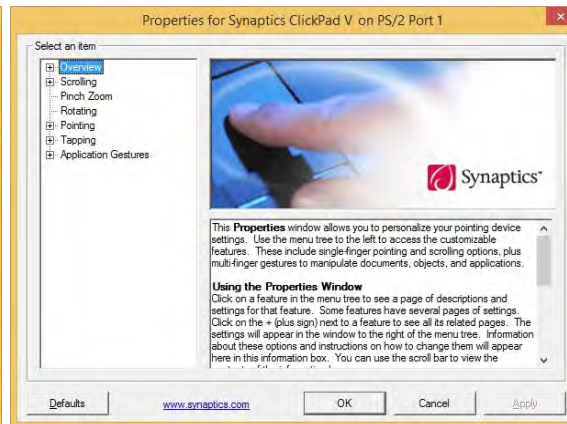 Properties for Synaptics ClickPad V on PS/2 Port 1
Select an item
Overview
Scrolling
Pinch Zoom
Rotating
Pointing
Tapping
Application Gestures
Synaptics
This Properties window allows you to personalize your pointing device
settings. Use the menu tree to the left to access the customizable
features. These include single-finger pointing and scrolling options, plus
multi-finger gestures to manipulate documents, objects, and applications.
Using the Properties Window
Click on a feature in the menu tree to see a page of descriptions and
settings for that feature. Some features have several pages of settings.
Click on the + (plus sign) next to a feature to see all its related pages. The
settings will appear in the window to the right of the menu tree. Information
about these options and instructions on how to change them will appear
here in this information box. You can use the scroll bar to view the
Defaults
www.synaptics.com
OK
Cancel
Apply